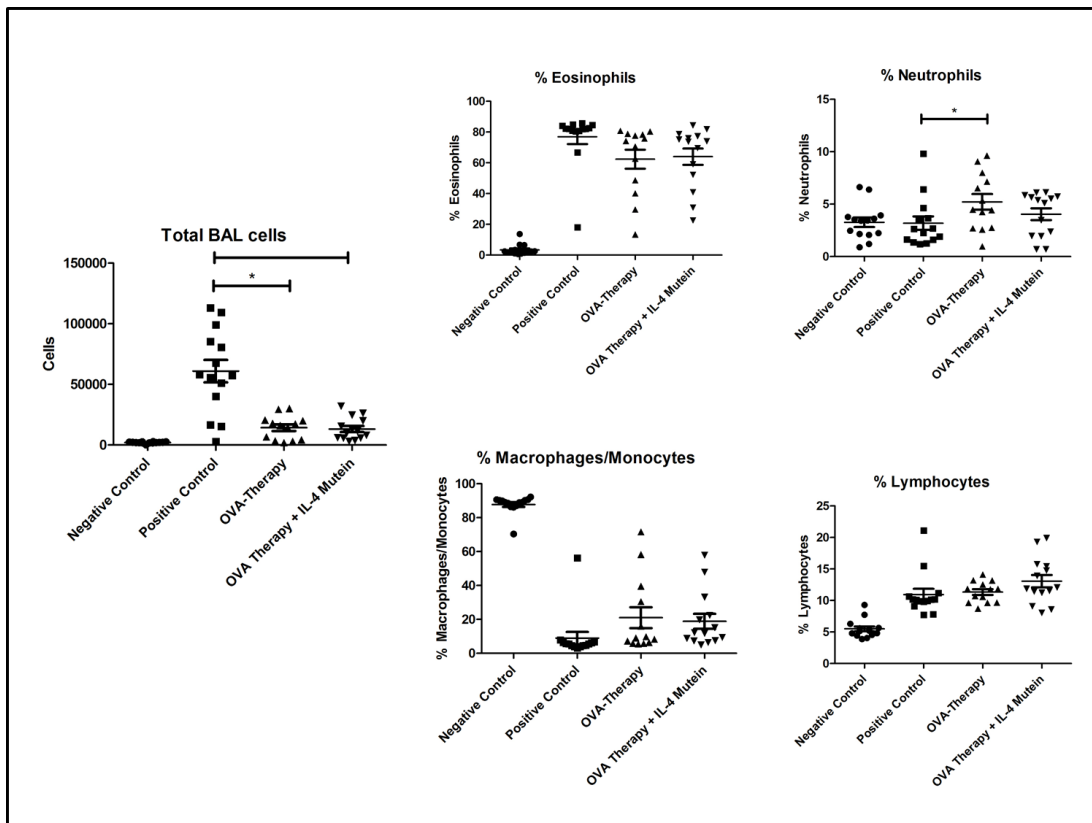 Total BAL cells
Cells
150000
100000
50000
0
*
Negative Control
Positive Control
OVA-Therapy
OVA Therapy + IL-4 Mutein
% Eosinophils
% Eosinophils
100
80
60
40
20
0
Negative Control
Positive Control
OVA-Therapy
OVA Therapy + IL-4 Mutein
% Neutrophils
% Neutrophils
15
10
5
0
*
Negative Control
Positive Control
OVA-Therapy
OVA Therapy + IL-4 Mutein
% Macrophages/Monocytes
% Macrophages/Monocytes
100
80
60
40
20
0
Negative Control
Positive Control
OVA-Therapy
OVA Therapy + IL-4 Mutein
% Lymphocytes
% Lymphocytes
25
20
15
10
5
0
Negative Control
Positive Control
OVA-Therapy
OVA Therapy + IL-4 Mutein